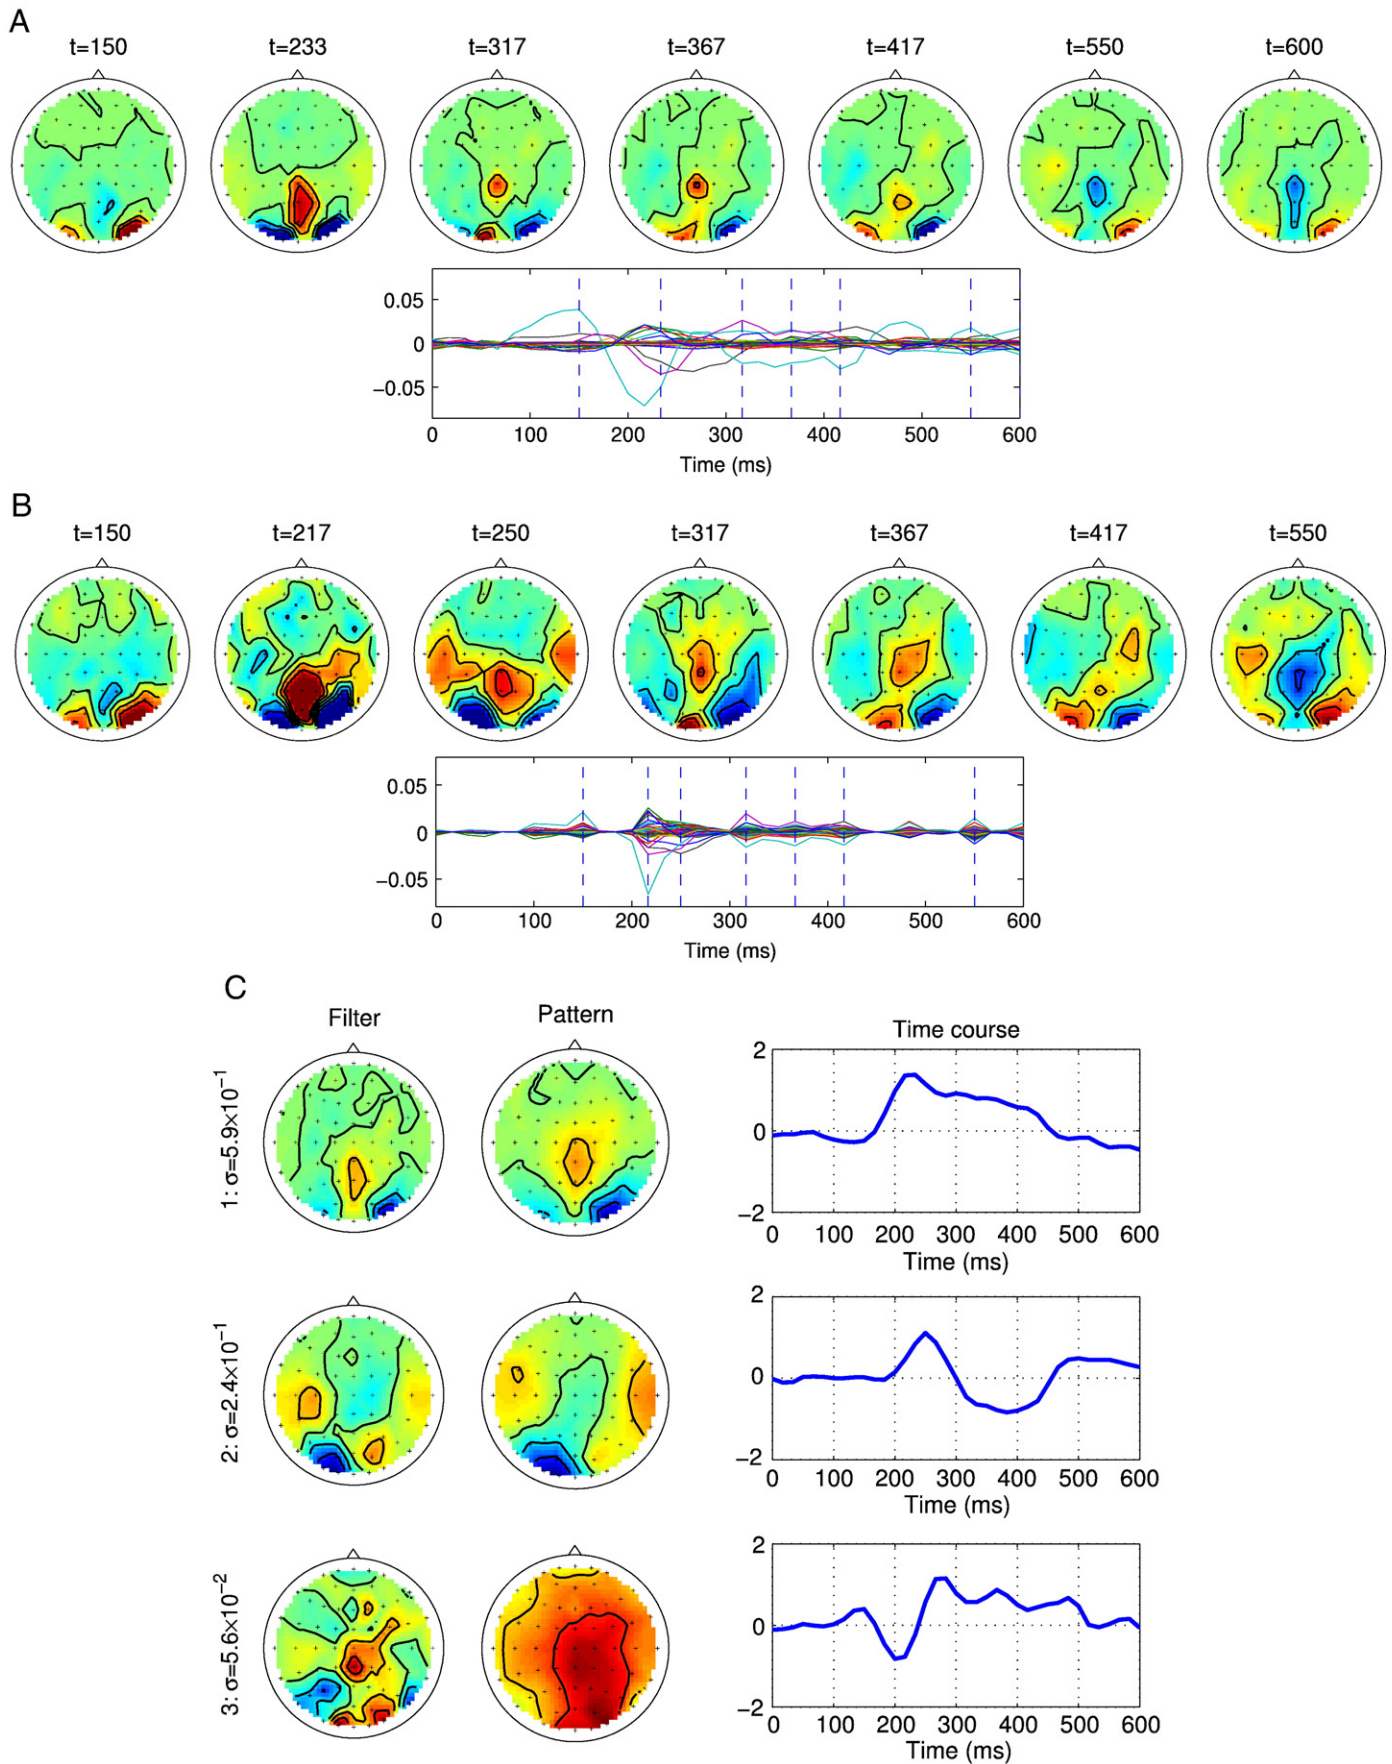 A
t=150 t=233 t=317 t=367 t=417 t=550 t=600
0.05
0
−0.05
0 100 200 300 400 500 600
Time (ms)
B
t=150 t=217 t=250 t=317 t=367 t=417 t=550
0.05
0
−0.05
0 100 200 300 400 500 600
Time (ms)
C
Filter Pattern Time course
1: σ=5.9×10⁻¹
2
0
−2
0 100 200 300 400 500 600
Time (ms)
2: σ=2.4×10⁻¹
2
0
−2
0 100 200 300 400 500 600
Time (ms)
3: σ=5.6×10⁻²
2
0
−2
0 100 200 300 400 500 600
Time (ms)